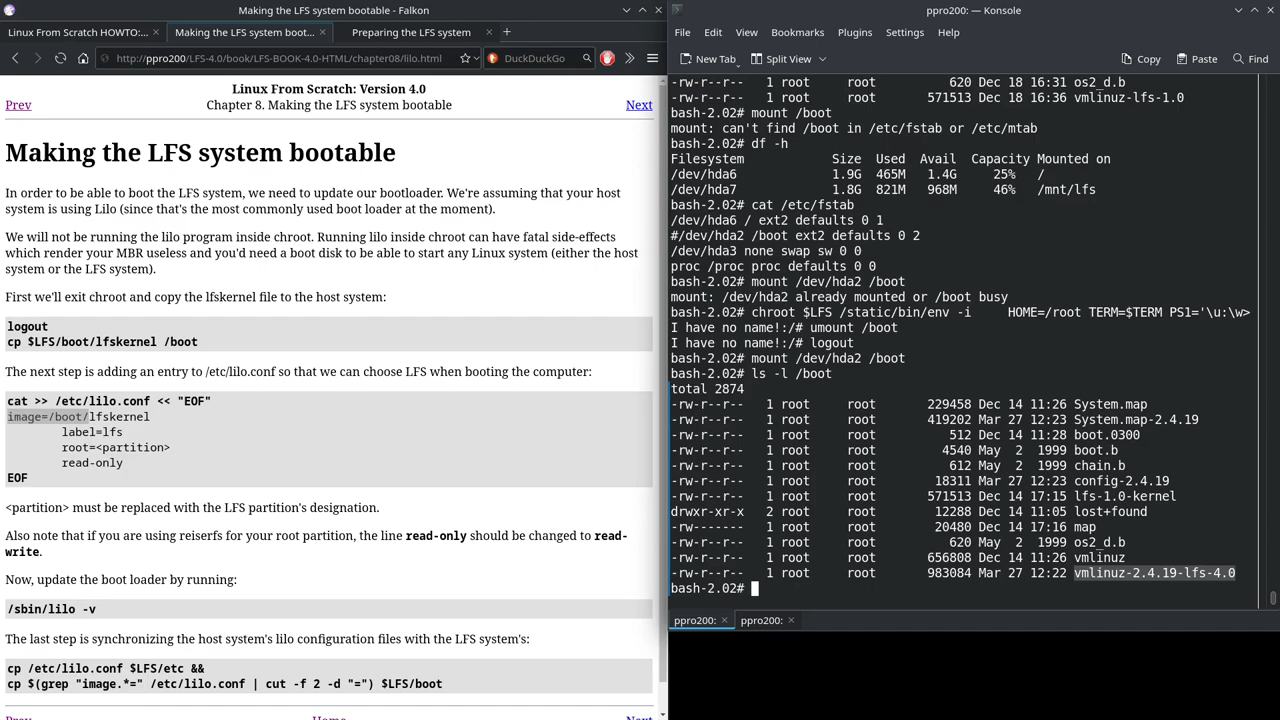 Making the LFS system bootable - Falkon
Linux From Scratch HOWTO:...
Making the LFS system boot...
Preparing the LFS system
http://ppro200/LFS-4.0/book/LFS-BOOK-4.0-HTML/chapter08/lilo.html
DuckDuckGo
Linux From Scratch: Version 4.0
Prev
Chapter 8. Making the LFS system bootable
Next
Making the LFS system bootable
In order to be able to boot the LFS system, we need to update our bootloader. We're assuming that your host
system is using Lilo (since that's the most commonly used boot loader at the moment).
We will not be running the lilo program inside chroot. Running lilo inside chroot can have fatal side-effects
which render your MBR useless and you'd need a boot disk to be able to start any Linux system (either the host
system or the LFS system).
First we'll exit chroot and copy the lfskernel file to the host system:
logout
cp $LFS/boot/lfskernel /boot
The next step is adding an entry to /etc/lilo.conf so that we can choose LFS when booting the computer:
cat >> /etc/lilo.conf << "EOF"
image=/boot/lfskernel
label=lfs
root=<partition>
read-only
EOF
<partition> must be replaced with the LFS partition's designation.
Also note that if you are using reiserfs for your root partition, the line read-only should be changed to read-
write.
Now, update the boot loader by running:
/sbin/lilo -v
The last step is synchronizing the host system's lilo configuration files with the LFS system's:
cp /etc/lilo.conf $LFS/etc &&
cp $(grep "image.*=" /etc/lilo.conf | cut -f 2 -d "=") $LFS/boot
Prev
Home
Next
ppro200: — Konsole
File Edit View Bookmarks Plugins Settings Help
New Tab
Split View
Copy
Paste
Find
-rw-r--r-- 1 root root 620 Dec 18 16:31 os2_d.b
-rw-r--r-- 1 root root 571513 Dec 18 16:36 vmlinuz-lfs-1.0
bash-2.02# mount /boot
mount: can't find /boot in /etc/fstab or /etc/mtab
bash-2.02# df -h
Filesystem Size Used Avail Capacity Mounted on
/dev/hda6 1.9G 465M 1.4G 25% /
/dev/hda7 1.8G 821M 968M 46% /mnt/lfs
bash-2.02# cat /etc/fstab
/dev/hda6 / ext2 defaults 0 1
#/dev/hda2 /boot ext2 defaults 0 2
/dev/hda3 none swap sw 0 0
proc /proc proc defaults 0 0
bash-2.02# mount /dev/hda2 /boot
mount: /dev/hda2 already mounted or /boot busy
bash-2.02# chroot $LFS /static/bin/env -i HOME=/root TERM=$TERM PS1='\u:\w>
I have no name!:/# umount /boot
I have no name!:/# logout
bash-2.02# mount /dev/hda2 /boot
bash-2.02# ls -l /boot
total 2874
-rw-r--r-- 1 root root 229458 Dec 14 11:26 System.map
-rw-r--r-- 1 root root 419202 Mar 27 12:23 System.map-2.4.19
-rw-r--r-- 1 root root 512 Dec 14 11:28 boot.0300
-rw-r--r-- 1 root root 4540 May 2 1999 boot.b
-rw-r--r-- 1 root root 612 May 2 1999 chain.b
-rw-r--r-- 1 root root 18311 Mar 27 12:23 config-2.4.19
-rw-r--r-- 1 root root 571513 Dec 14 17:15 lfs-1.0-kernel
drwxr-xr-x 2 root root 12288 Dec 14 11:05 lost+found
-rw------- 1 root root 20480 Dec 14 17:16 map
-rw-r--r-- 1 root root 620 May 2 1999 os2_d.b
-rw-r--r-- 1 root root 656808 Dec 14 11:26 vmlinuz
-rw-r--r-- 1 root root 983084 Mar 27 12:22 vmlinuz-2.4.19-lfs-4.0
bash-2.02#
ppro200:
ppro200: